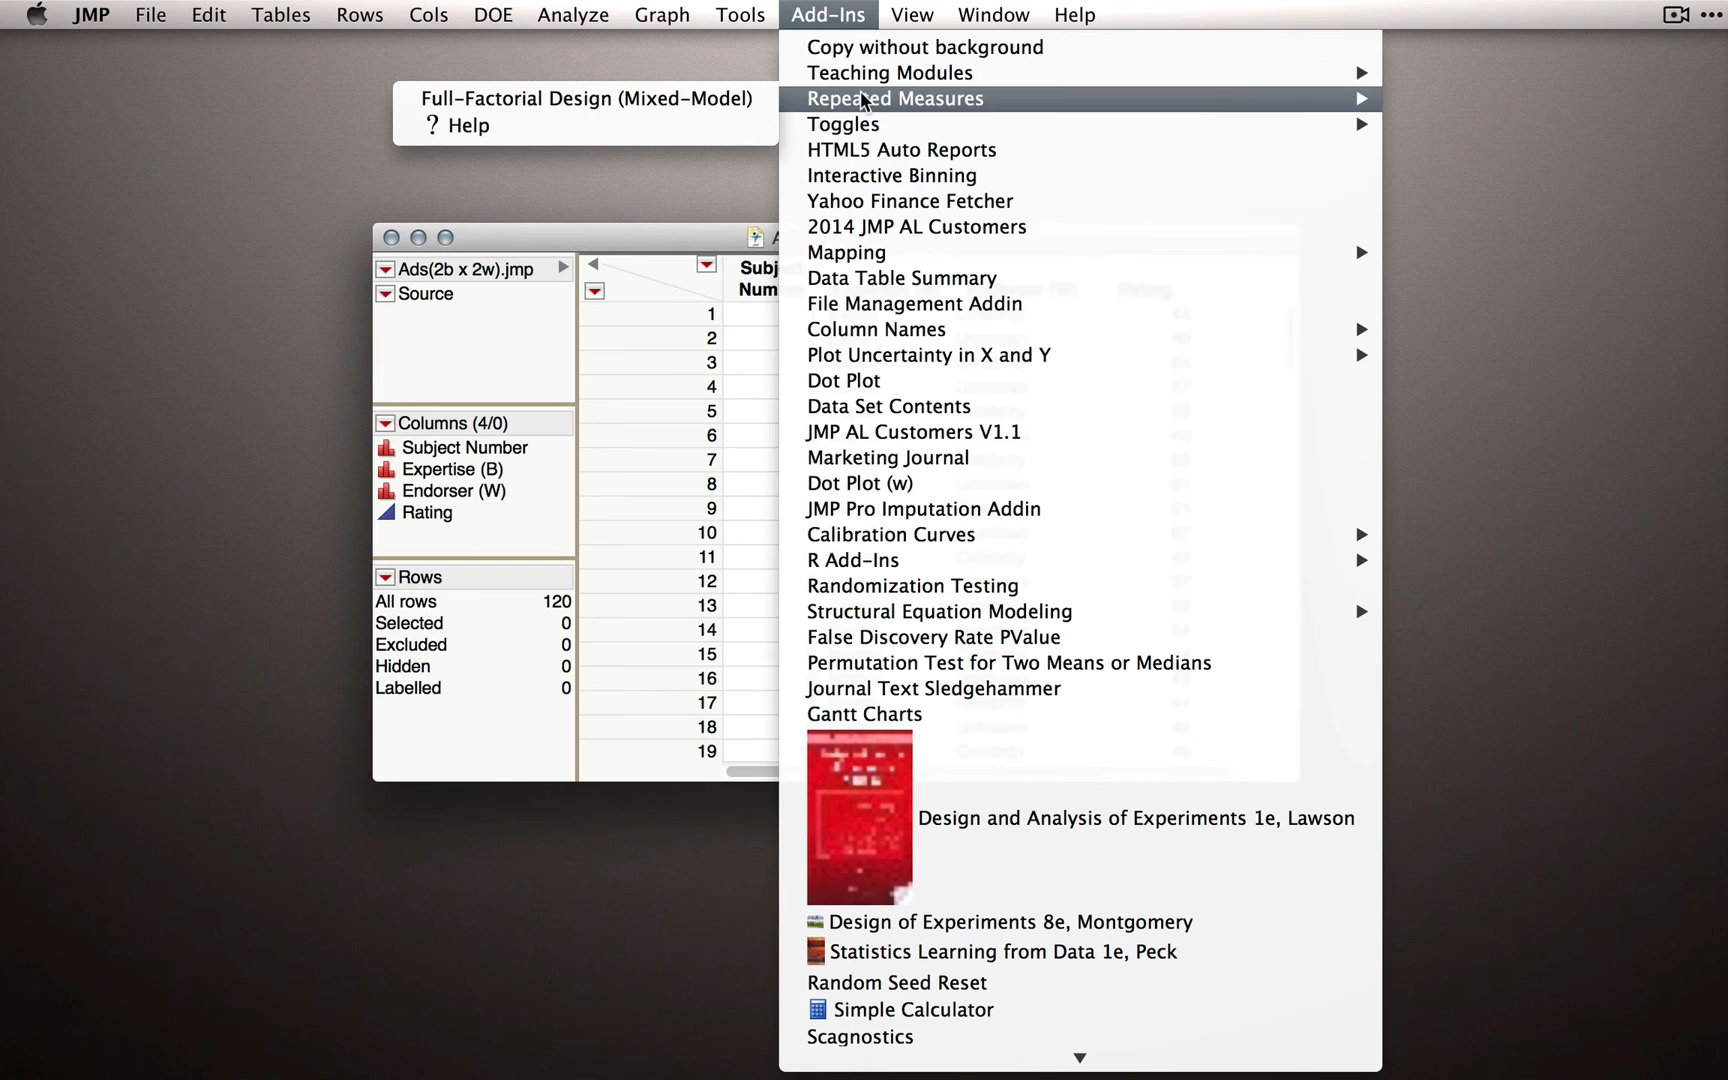 JMP File Edit Tables Rows Cols DOE Analyze Graph Tools Add-Ins View Window Help
Full-Factorial Design (Mixed-Model)
? Help
Copy without background
Teaching Modules
Repeated Measures
Toggles
HTML5 Auto Reports
Interactive Binning
Yahoo Finance Fetcher
2014 JMP AL Customers
Mapping
Data Table Summary
File Management Addin
Column Names
Plot Uncertainty in X and Y
Dot Plot
Data Set Contents
JMP AL Customers V1.1
Marketing Journal
Dot Plot (w)
JMP Pro Imputation Addin
Calibration Curves
R Add-Ins
Randomization Testing
Structural Equation Modeling
False Discovery Rate PValue
Permutation Test for Two Means or Medians
Journal Text Sledgehammer
Gantt Charts
Design and Analysis of Experiments 1e, Lawson
Design of Experiments 8e, Montgomery
Statistics Learning from Data 1e, Peck
Random Seed Reset
Simple Calculator
Scagnostics
Ads(2b x 2w).jmp
Source
Columns (4/0)
Subject Number
Expertise (B)
Endorser (W)
Rating
Rows
All rows 120
Selected 0
Excluded 0
Hidden 0
Labelled 0
1
2
3
4
5
6
7
8
9
10
11
12
13
14
15
16
17
18
19